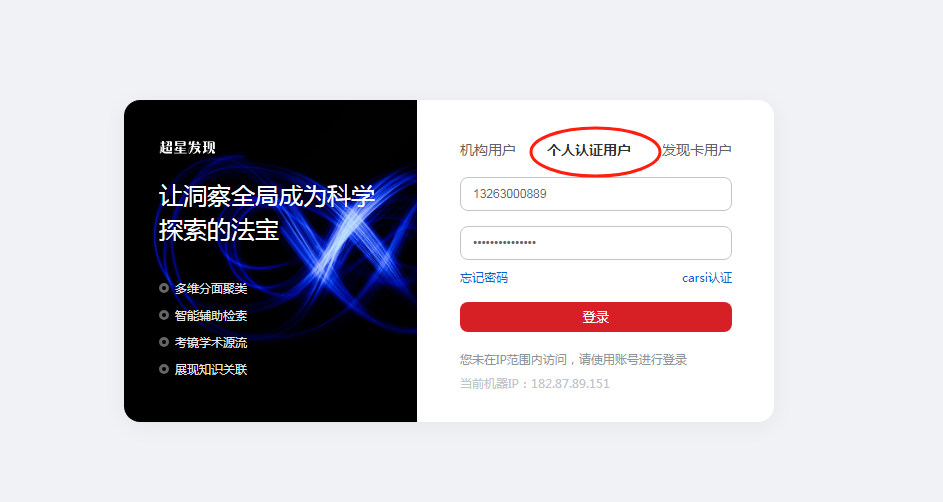 超星发现
让洞察全局成为科学
探索的法宝
多维分面聚类
智能辅助检索
考镜学术源流
展现知识关联
机构用户 个人认证用户 发现卡用户
13263000889
•••••••••••••••
忘记密码 carsi认证
登录
您未在IP范围内访问，请使用账号进行登录
当前机器IP：182.87.89.151